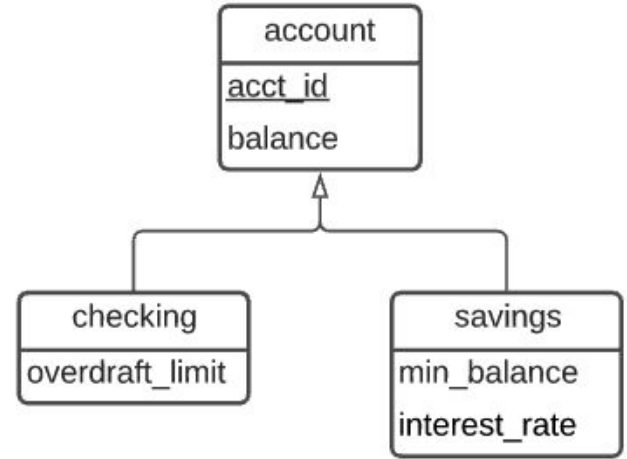 account
acct_id
balance
checking
overdraft_limit
savings
min_balance
interest_rate